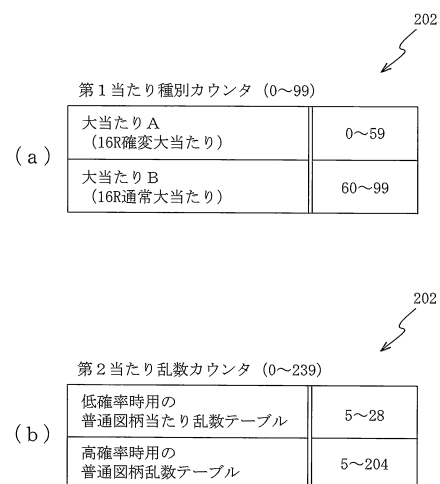 202
第１当たり種別カウンタ（0～99）
(a)
大当たりＡ
（16R確変大当たり）
0～59
大当たりＢ
（16R通常大当たり）
60～99
202
第２当たり乱数カウンタ（0～239）
(b)
低確率時用の
普通図柄当たり乱数テーブル
5～28
高確率時用の
普通図柄乱数テーブル
5～204